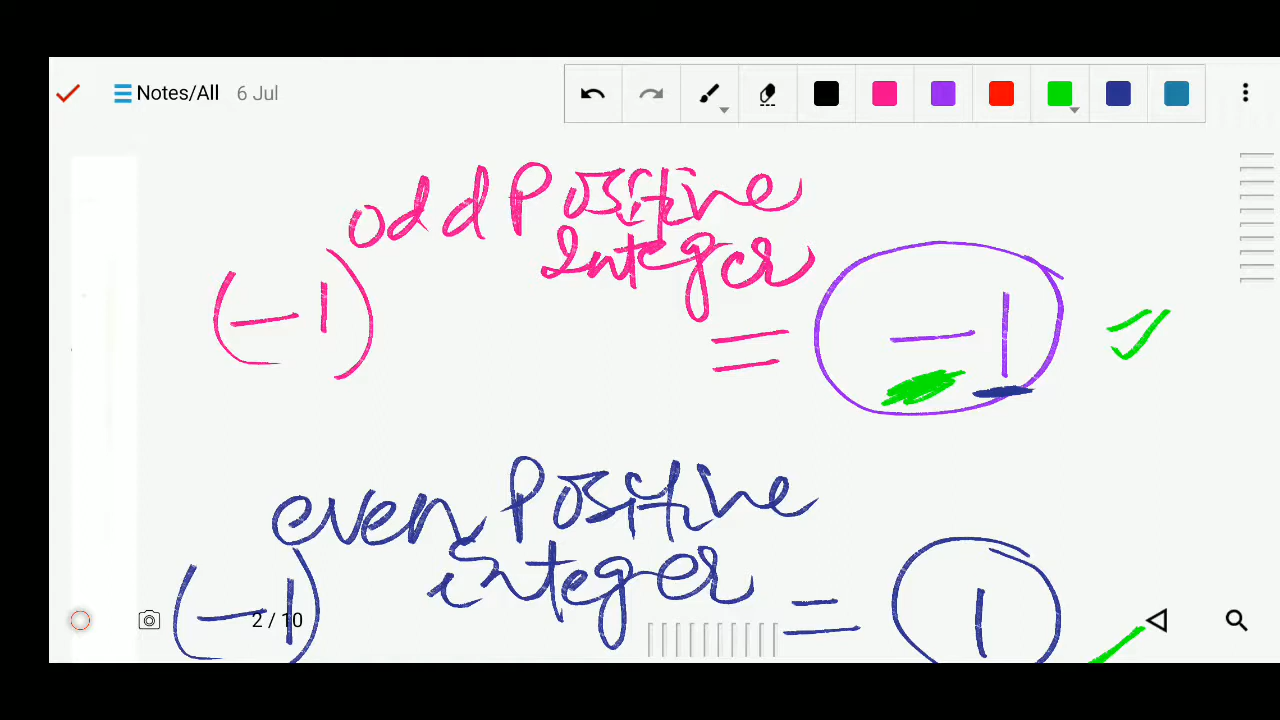 Notes/All 6 Jul
odd Positive
Integer
(-1)
= -1
even Positive
integer
(-1)
= 1
2/10